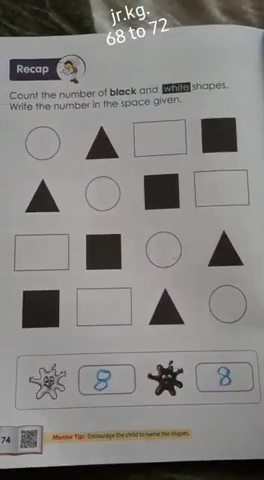 jr.kg.
68 to 72
Recap
Count the number of black and white shapes.
Write the number in the space given.
8 8
74 Mentor Tip: Encourage the child to name the shapes.